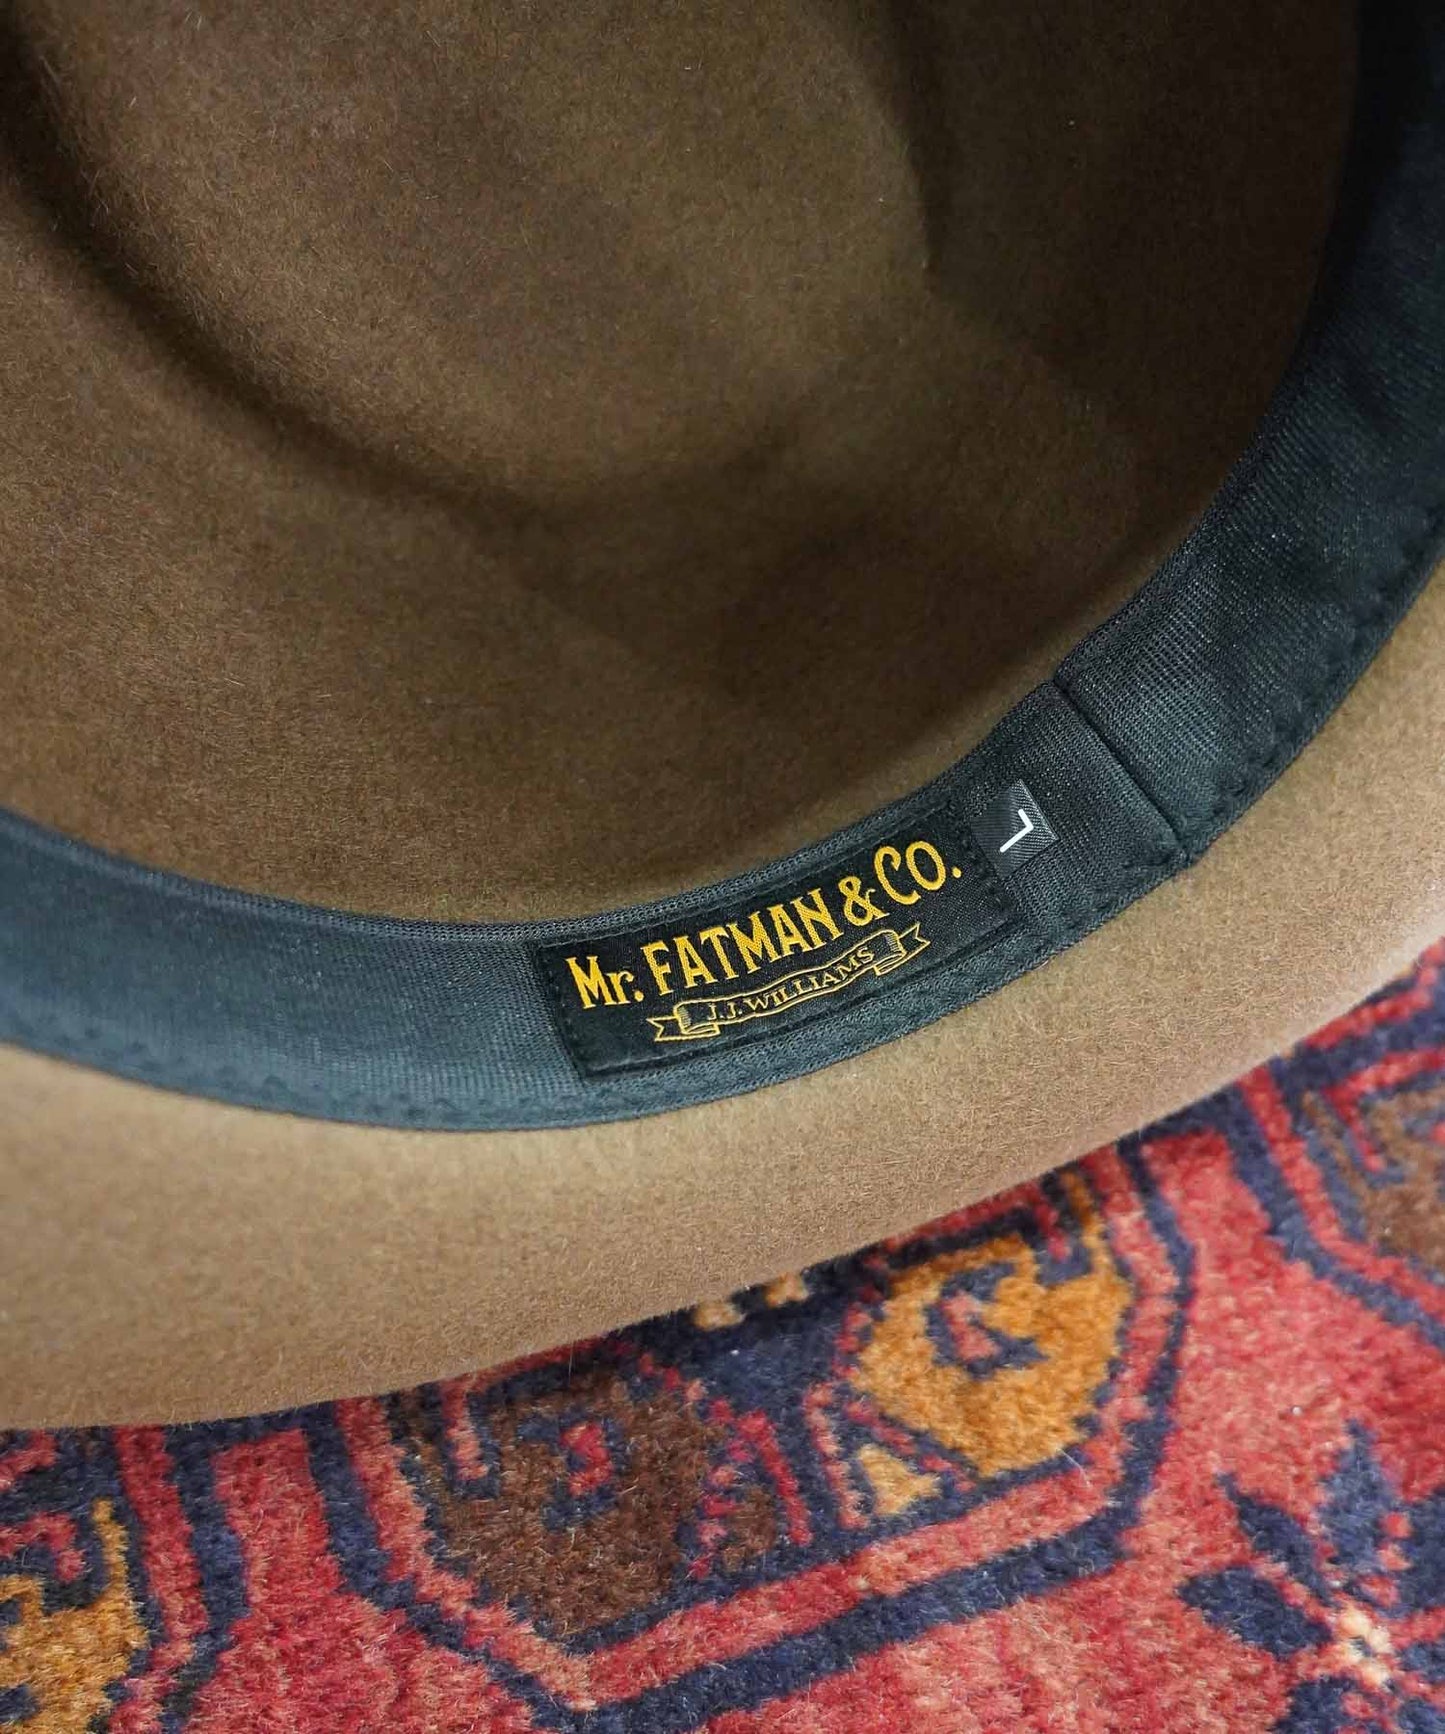 Mr. FATMAN & Co.
J.J. WILLIAMS
L